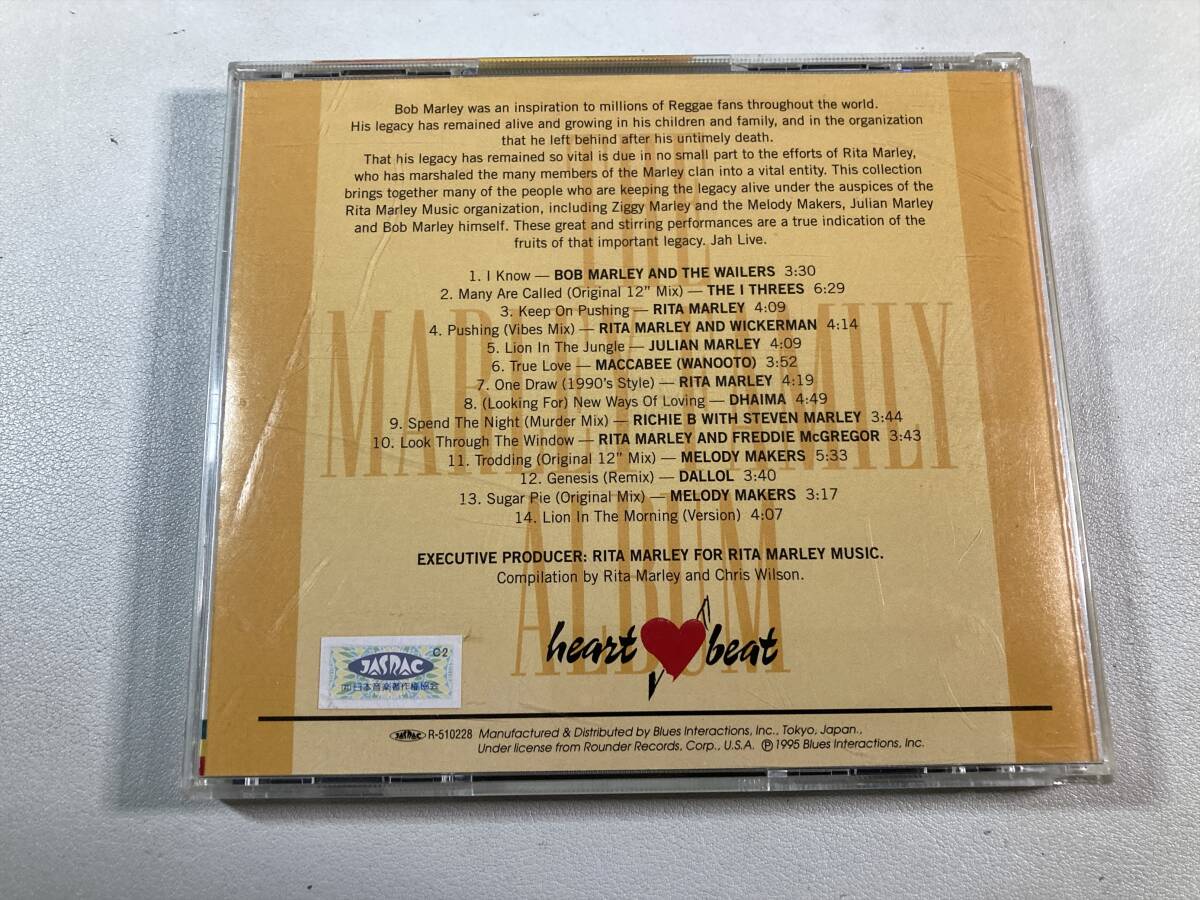 Bob Marley was an inspiration to millions of Reggae fans throughout the world.
His legacy has remained alive and growing in his children and family, and in the organization
that he left behind after his untimely death.
That his legacy has remained so vital is due in no small part to the efforts of Rita Marley,
who has marshaled the many members of the Marley clan into a vital entity. This collection
brings together many of the people who are keeping the legacy alive under the auspices of the
Rita Marley Music organization, including Ziggy Marley and the Melody Makers, Julian Marley
and Bob Marley himself. These great and stirring performances are a true indication of the
fruits of that important legacy. Jah Live.
THE
MARLEY FAMILY
ALBUM
1. I Know — BOB MARLEY AND THE WAILERS 3:30
2. Many Are Called (Original 12" Mix) — THE I THREES 6:29
3. Keep On Pushing — RITA MARLEY 4:09
4. Pushing (Vibes Mix) — RITA MARLEY AND WICKERMAN 4:14
5. Lion In The Jungle — JULIAN MARLEY 4:09
6. True Love — MACCABEE (WANOOTO) 3:52
7. One Draw (1990's Style) — RITA MARLEY 4:19
8. (Looking For) New Ways Of Loving — DHAIMA 4:49
9. Spend The Night (Murder Mix) — RICHIE B WITH STEVEN MARLEY 3:44
10. Look Through The Window — RITA MARLEY AND FREDDIE McGREGOR 3:43
11. Trodding (Original 12" Mix) — MELODY MAKERS 5:33
12. Genesis (Remix) — DALLOL 3:40
13. Sugar Pie (Original Mix) — MELODY MAKERS 3:17
14. Lion In The Morning (Version) 4:07
EXECUTIVE PRODUCER: RITA MARLEY FOR RITA MARLEY MUSIC.
Compilation by Rita Marley and Chris Wilson.
heart beat
C2
JASRAC
日本音楽著作権協会
JASRAC R-510228 Manufactured & Distributed by Blues Interactions, Inc., Tokyo, Japan.,
Under license from Rounder Records, Corp., U.S.A. ℗ 1995 Blues Interactions, Inc.